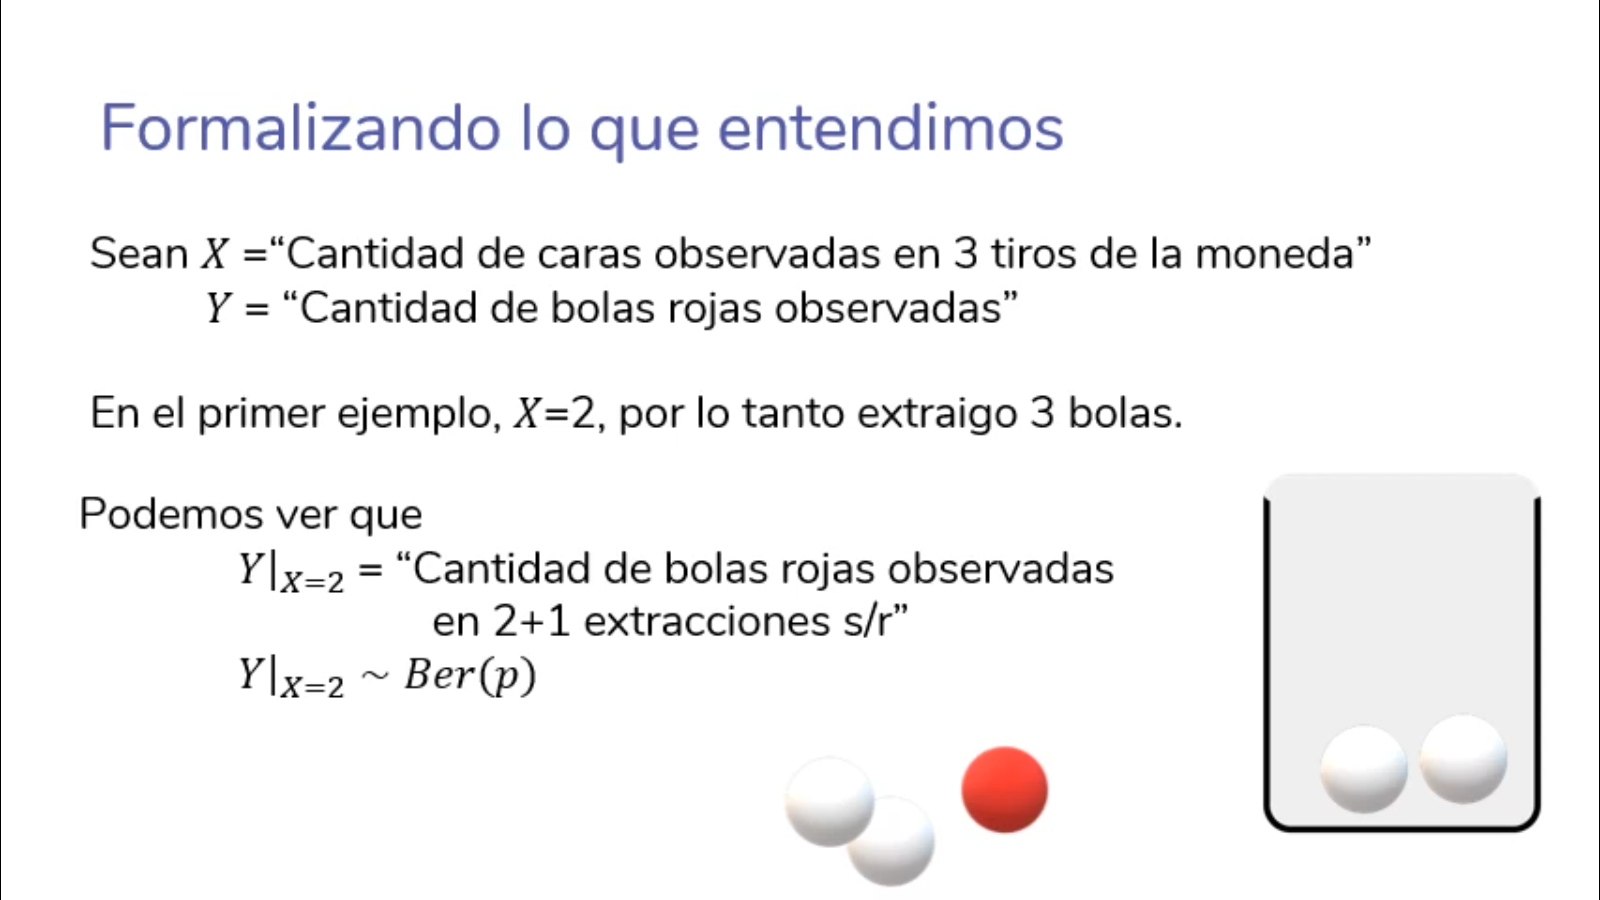 Formalizando lo que entendimos
Sean X =“Cantidad de caras observadas en 3 tiros de la moneda”
Y = “Cantidad de bolas rojas observadas”
En el primer ejemplo, X=2, por lo tanto extraigo 3 bolas.
Podemos ver que
Y|X=2 = “Cantidad de bolas rojas observadas
en 2+1 extracciones s/r”
Y|X=2 ~ Ber(p)